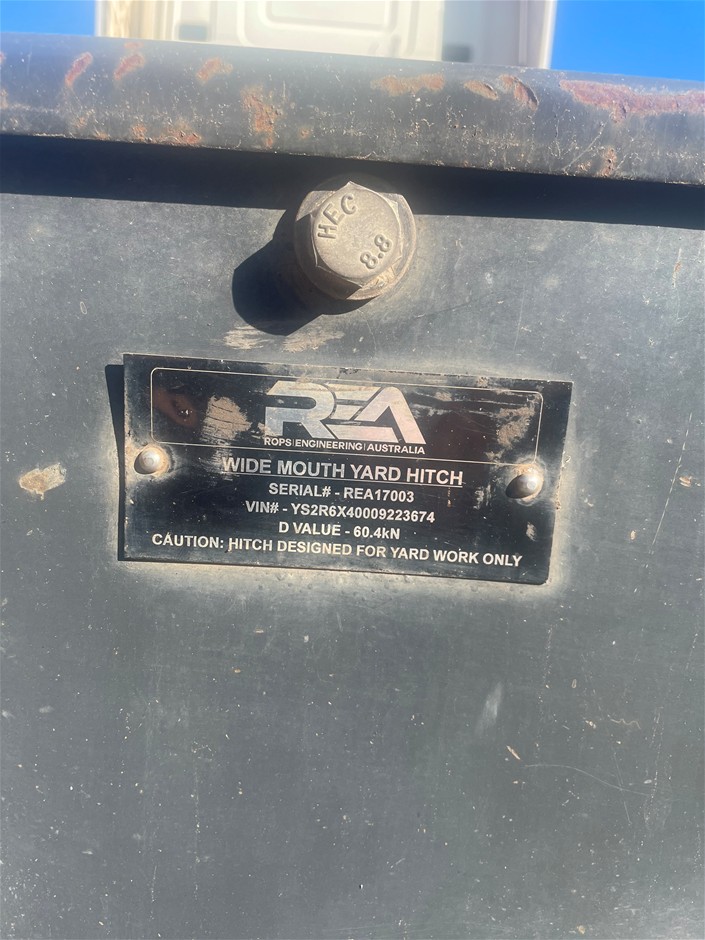 HEC
8.8
REA
ROPS|ENGINEERING|AUSTRALIA
WIDE MOUTH YARD HITCH
SERIAL# - REA17003
VIN# - YS2R6X40009223674
D VALUE - 60.4kN
CAUTION: HITCH DESIGNED FOR YARD WORK ONLY